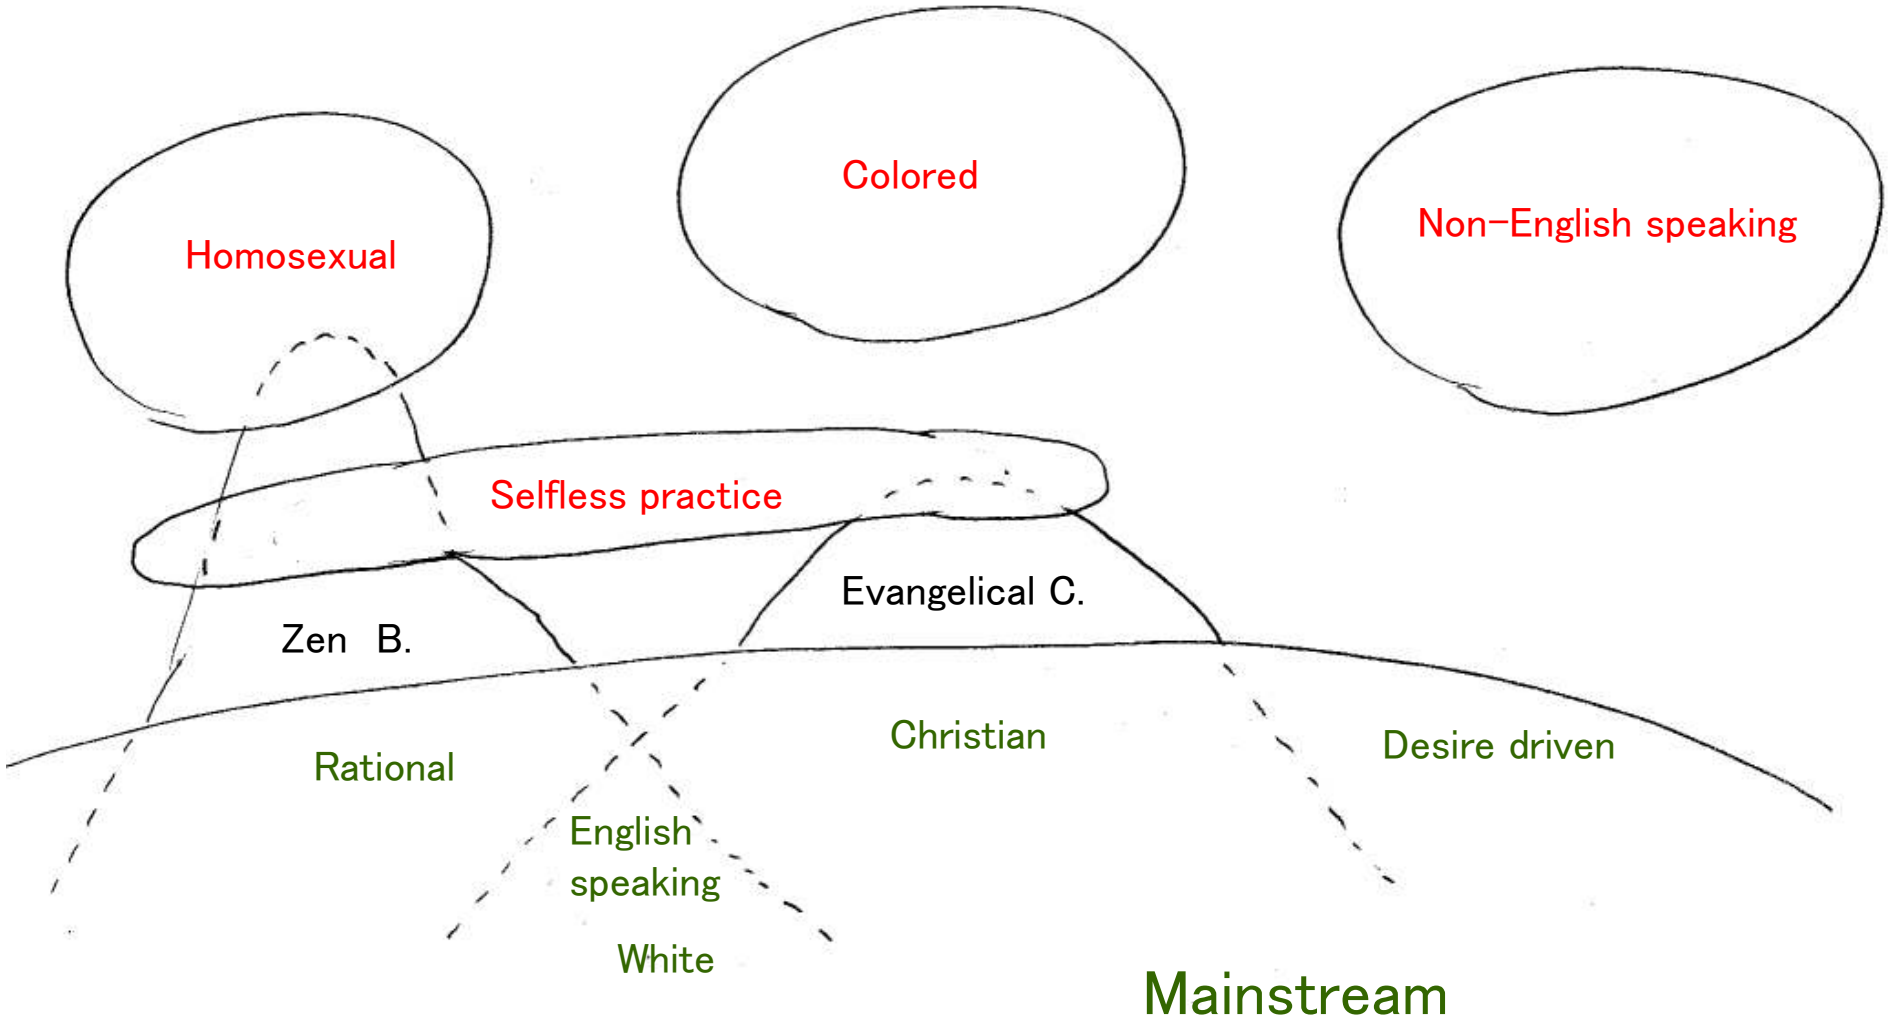 Colored
Non-English speaking
Homosexual
Selfless practice
Evangelical C.
Zen B.
Christian
Desire driven
Rational
English
speaking
White
Mainstream